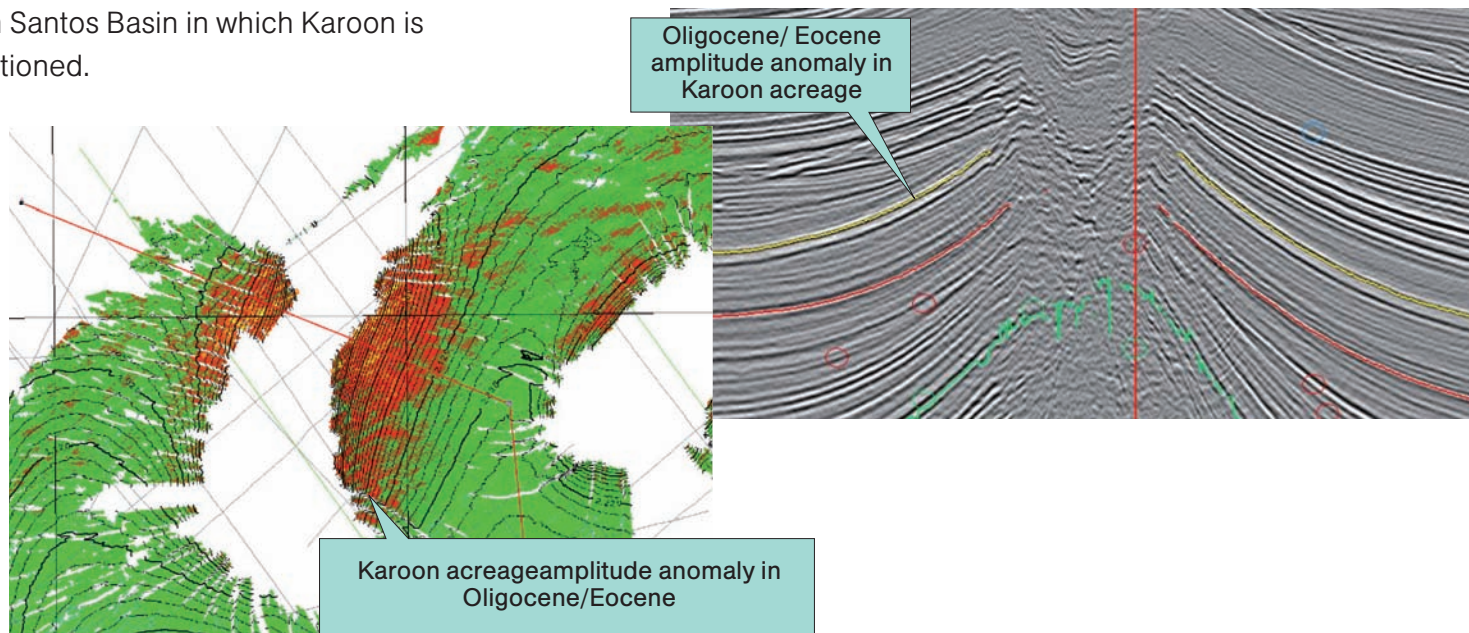 Santos Basin in which Karoon is
tioned.
Oligocene/ Eocene
amplitude anomaly in
Karoon acreage
Karoon acreageamplitude anomaly in
Oligocene/Eocene